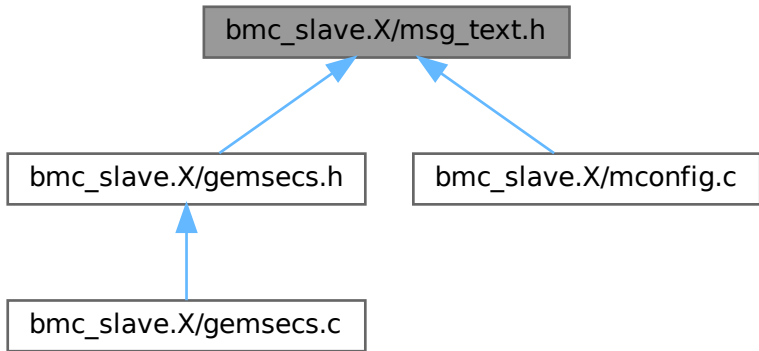 bmc_slave.X/msg_text.h
bmc_slave.X/gemsecs.h
bmc_slave.X/mconfig.c
bmc_slave.X/gemsecs.c